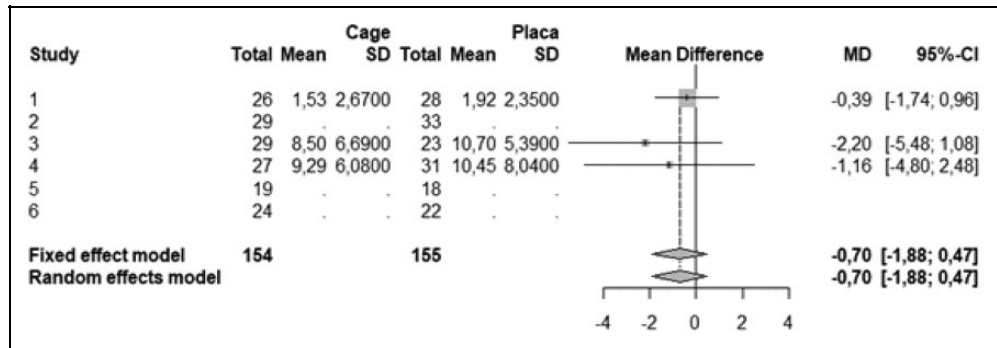 Cage Placa
Study Total Mean SD Total Mean SD Mean Difference MD 95%-CI
1 26 1,53 2,6700 28 1,92 2,3500 -0,39 [-1,74; 0,96]
2 29 . . 33 . .
3 29 8,50 6,6900 23 10,70 5,3900 -2,20 [-5,48; 1,08]
4 27 9,29 6,0800 31 10,45 8,0400 -1,16 [-4,80; 2,48]
5 19 . . 18 . .
6 24 . . 22 . .
Fixed effect model 154 155 -0,70 [-1,88; 0,47]
Random effects model -0,70 [-1,88; 0,47]
-4 -2 0 2 4